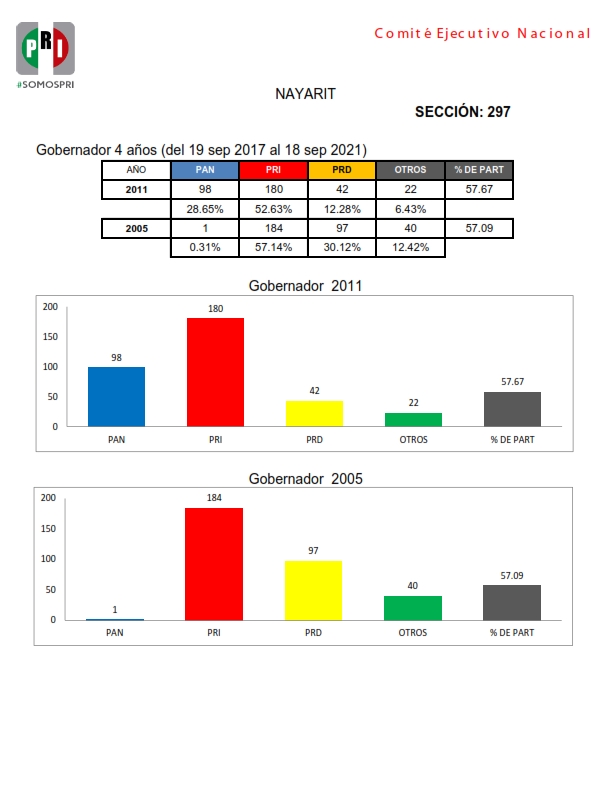 PRI
#SOMOSPRI
Comité Ejecutivo Nacional
NAYARIT
SECCIÓN: 297
Gobernador 4 años (del 19 sep 2017 al 18 sep 2021)
AÑO PAN PRI PRD OTROS % DE PART
2011 98 180 42 22 57.67
28.65% 52.63% 12.28% 6.43%
2005 1 184 97 40 57.09
0.31% 57.14% 30.12% 12.42%
Gobernador 2011
200
150
100
50
0
98
180
42
22
57.67
PAN PRI PRD OTROS % DE PART
Gobernador 2005
200
150
100
50
0
1
184
97
40
57.09
PAN PRI PRD OTROS % DE PART